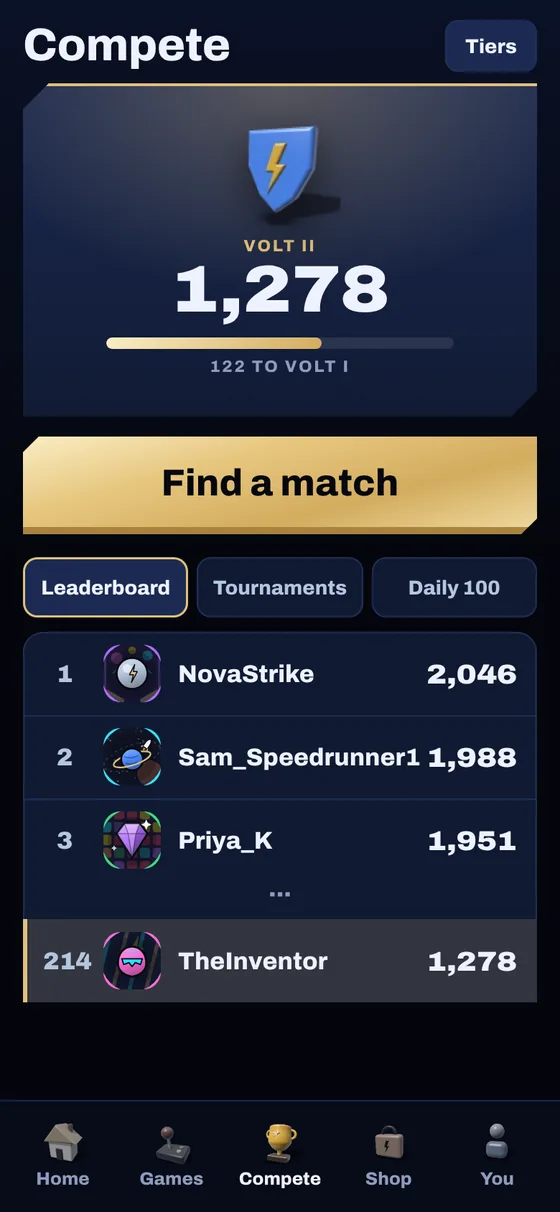 Compete
Tiers
VOLT II
1,278
122 TO VOLT I
Find a match
Leaderboard
Tournaments
Daily 100
1 NovaStrike 2,046
2 Sam_Speedrunner1 1,988
3 Priya_K 1,951
...
214 TheInventor 1,278
Home
Games
Compete
Shop
You